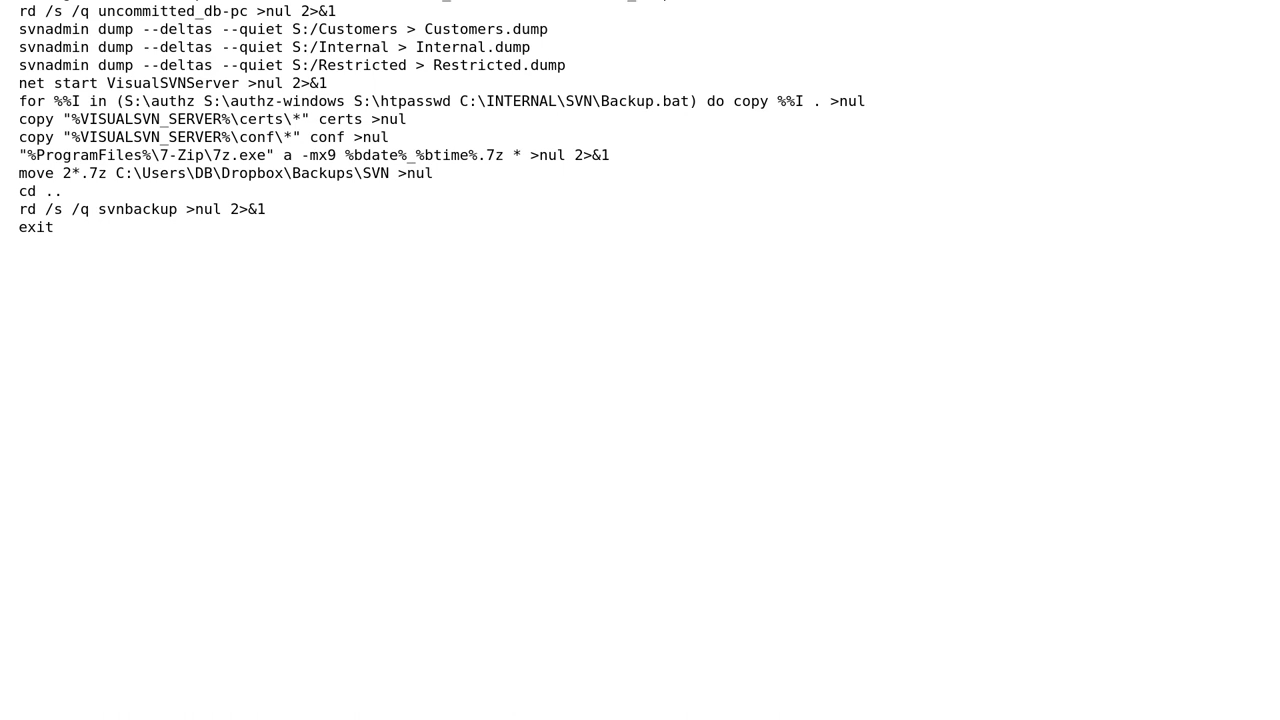 rd /s /q uncommitted_db-pc >nul 2>&1
svnadmin dump --deltas --quiet S:/Customers > Customers.dump
svnadmin dump --deltas --quiet S:/Internal > Internal.dump
svnadmin dump --deltas --quiet S:/Restricted > Restricted.dump
net start VisualSVNServer >nul 2>&1
for %%I in (S:\authz S:\authz-windows S:\htpasswd C:\INTERNAL\SVN\Backup.bat) do copy %%I . >nul
copy "%VISUALSVN_SERVER%\certs\*" certs >nul
copy "%VISUALSVN_SERVER%\conf\*" conf >nul
"%ProgramFiles%\7-Zip\7z.exe" a -mx9 %bdate%_%btime%.7z * >nul 2>&1
move 2*.7z C:\Users\DB\Dropbox\Backups\SVN >nul
cd ..
rd /s /q svnbackup >nul 2>&1
exit